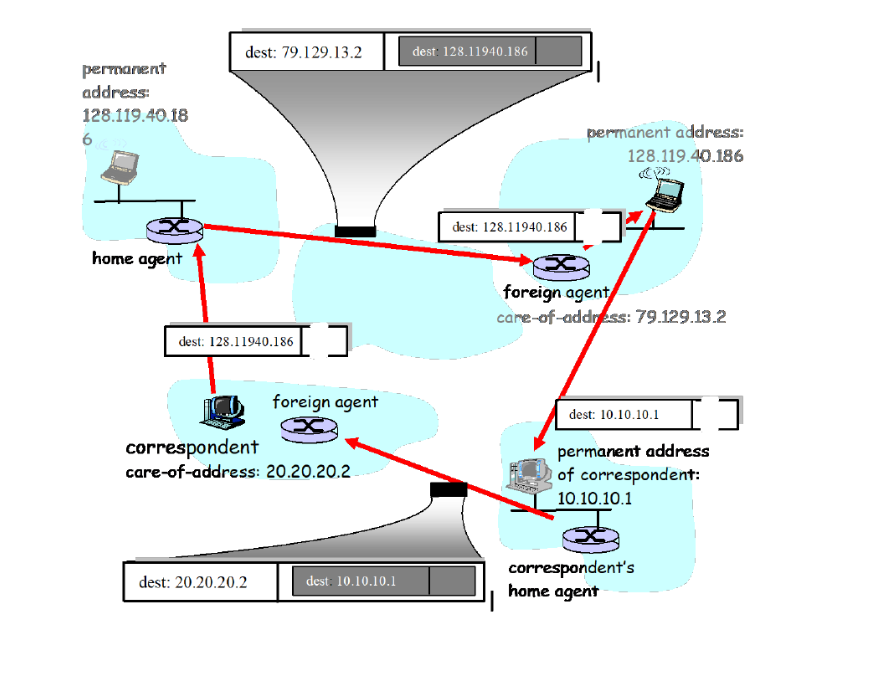 dest: 79.129.13.2
dest: 128.11940.186
permanent
address:
128.119.40.18
6
permanent address:
128.119.40.186
dest: 128.11940.186
home agent
foreign agent
care-of-address: 79.129.13.2
dest: 128.11940.186
foreign agent
correspondent
care-of-address: 20.20.20.2
dest: 10.10.10.1
permanent address
of correspondent:
10.10.10.1
correspondent's
home agent
dest: 20.20.20.2
dest: 10.10.10.1